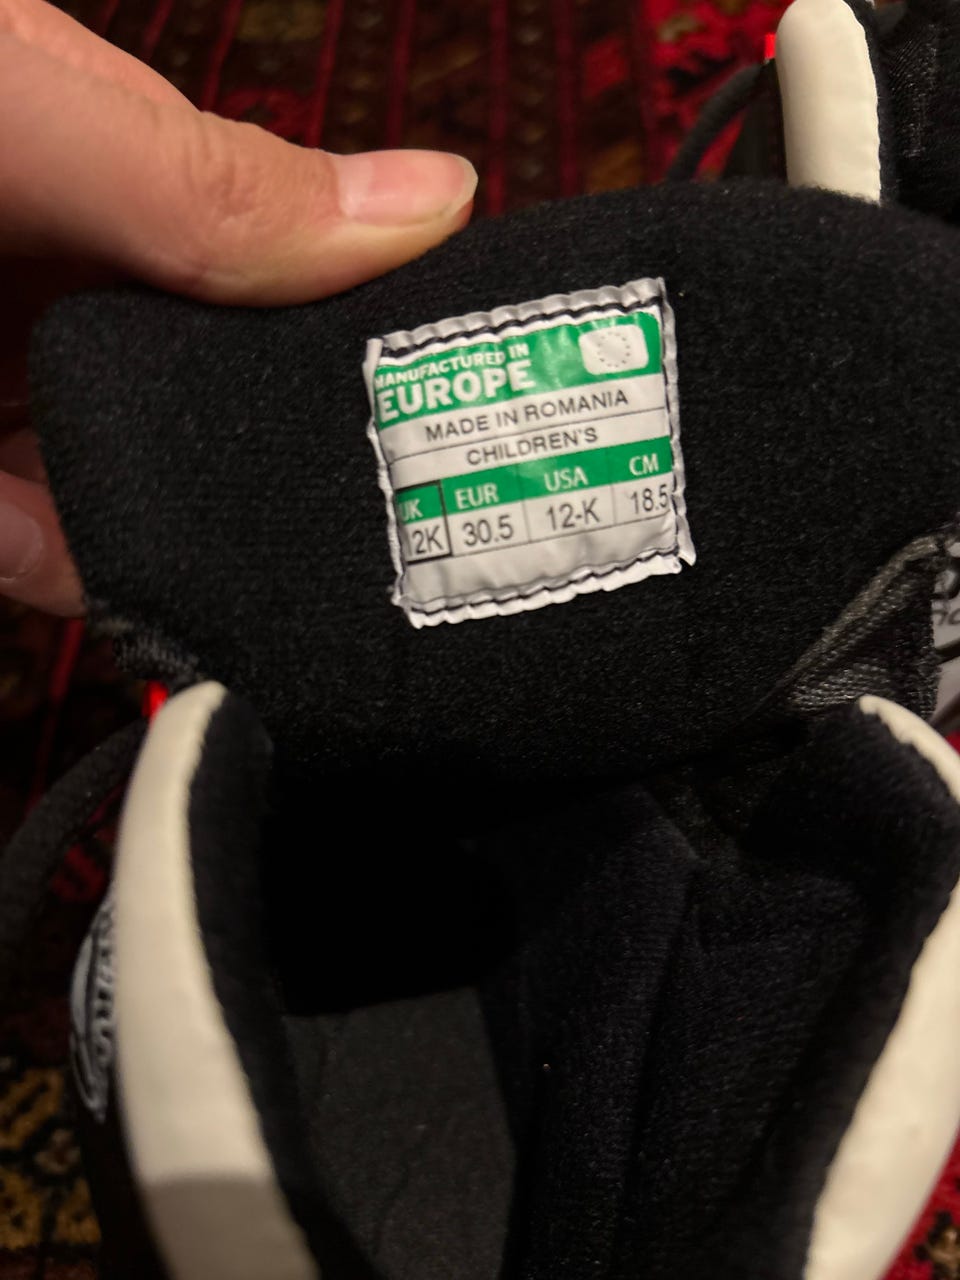 MANUFACTURED IN
EUROPE
MADE IN ROMANIA
CHILDREN'S
UK EUR USA CM
12K 30.5 12-K 18.5